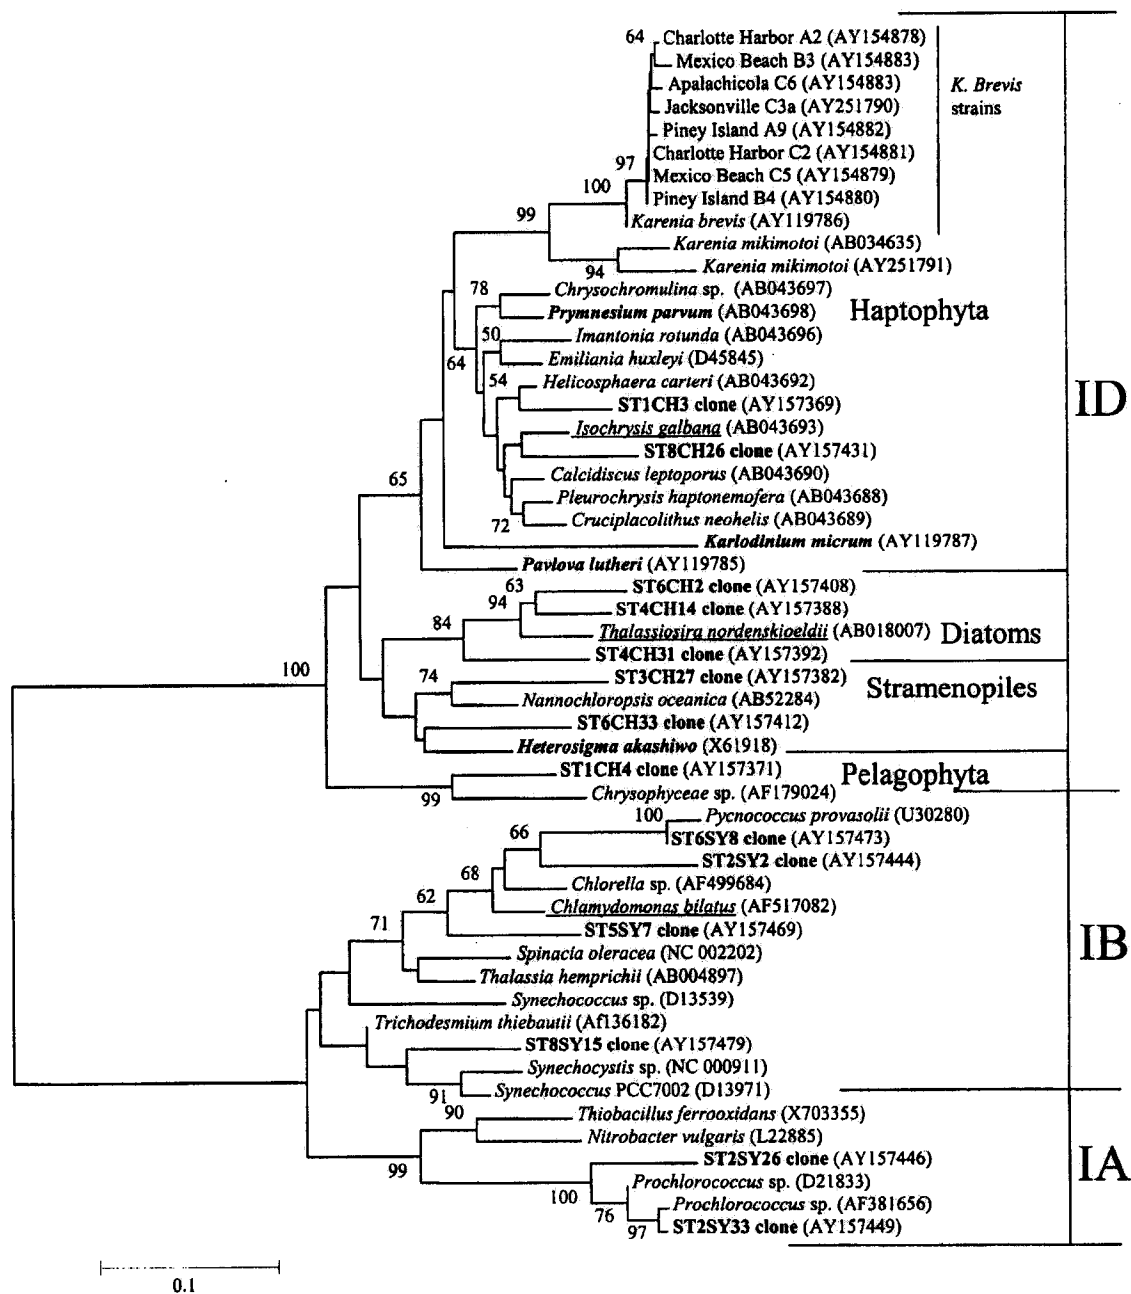 64
Charlotte Harbor A2 (AY154878)
Mexico Beach B3 (AY154883)
Apalachicola C6 (AY154883)
K. Brevis
strains
Jacksonville C3a (AY251790)
Piney Island A9 (AY154882)
Charlotte Harbor C2 (AY154881)
97
Mexico Beach C5 (AY154879)
100
Piney Island B4 (AY154880)
99
Karenia brevis (AY119786)
Karenia mikimotoi (AB034635)
94
Karenia mikimotoi (AY251791)
78
Chrysochromulina sp. (AB043697)
Prymnesium parvum (AB043698)
Haptophyta
50
Imantonia rotunda (AB043696)
64
Emiliania huxleyi (D45845)
54
Helicosphaera carteri (AB043692)
ID
ST1CH3 clone (AY157369)
Isochrysis galbana (AB043693)
ST8CH26 clone (AY157431)
65
Calcidiscus leptoporus (AB043690)
Pleurochrysis haptonemofera (AB043688)
72
Cruciplacolithus neohelis (AB043689)
Karlodinium micrum (AY119787)
Pavlova lutheri (AY119785)
63
ST6CH2 clone (AY157408)
94
ST4CH14 clone (AY157388)
84
Thalassiosira nordenskioeldii (AB018007)
Diatoms
ST4CH31 clone (AY157392)
100
74
ST3CH27 clone (AY157382)
Stramenopiles
Nannochloropsis oceanica (AB52284)
ST6CH33 clone (AY157412)
Heterosigma akashiwo (X61918)
ST1CH4 clone (AY157371)
Pelagophyta
99
Chrysophyceae sp. (AF179024)
100
Pycnococcus provasolii (U30280)
66
ST6SY8 clone (AY157473)
ST2SY2 clone (AY157444)
68
Chlorella sp. (AF499684)
62
Chlamydomonas bilatus (AF517082)
71
ST5SY7 clone (AY157469)
IB
Spinacia oleracea (NC 002202)
Thalassia hemprichii (AB004897)
Synechococcus sp. (D13539)
Trichodesmium thiebautii (Af136182)
ST8SY15 clone (AY157479)
Synechocystis sp. (NC 000911)
91
Synechococcus PCC7002 (D13971)
90
Thiobacillus ferrooxidans (X703355)
Nitrobacter vulgaris (L22885)
99
ST2SY26 clone (AY157446)
IA
100
Prochlorococcus sp. (D21833)
76
Prochlorococcus sp. (AF381656)
97
ST2SY33 clone (AY157449)
0.1